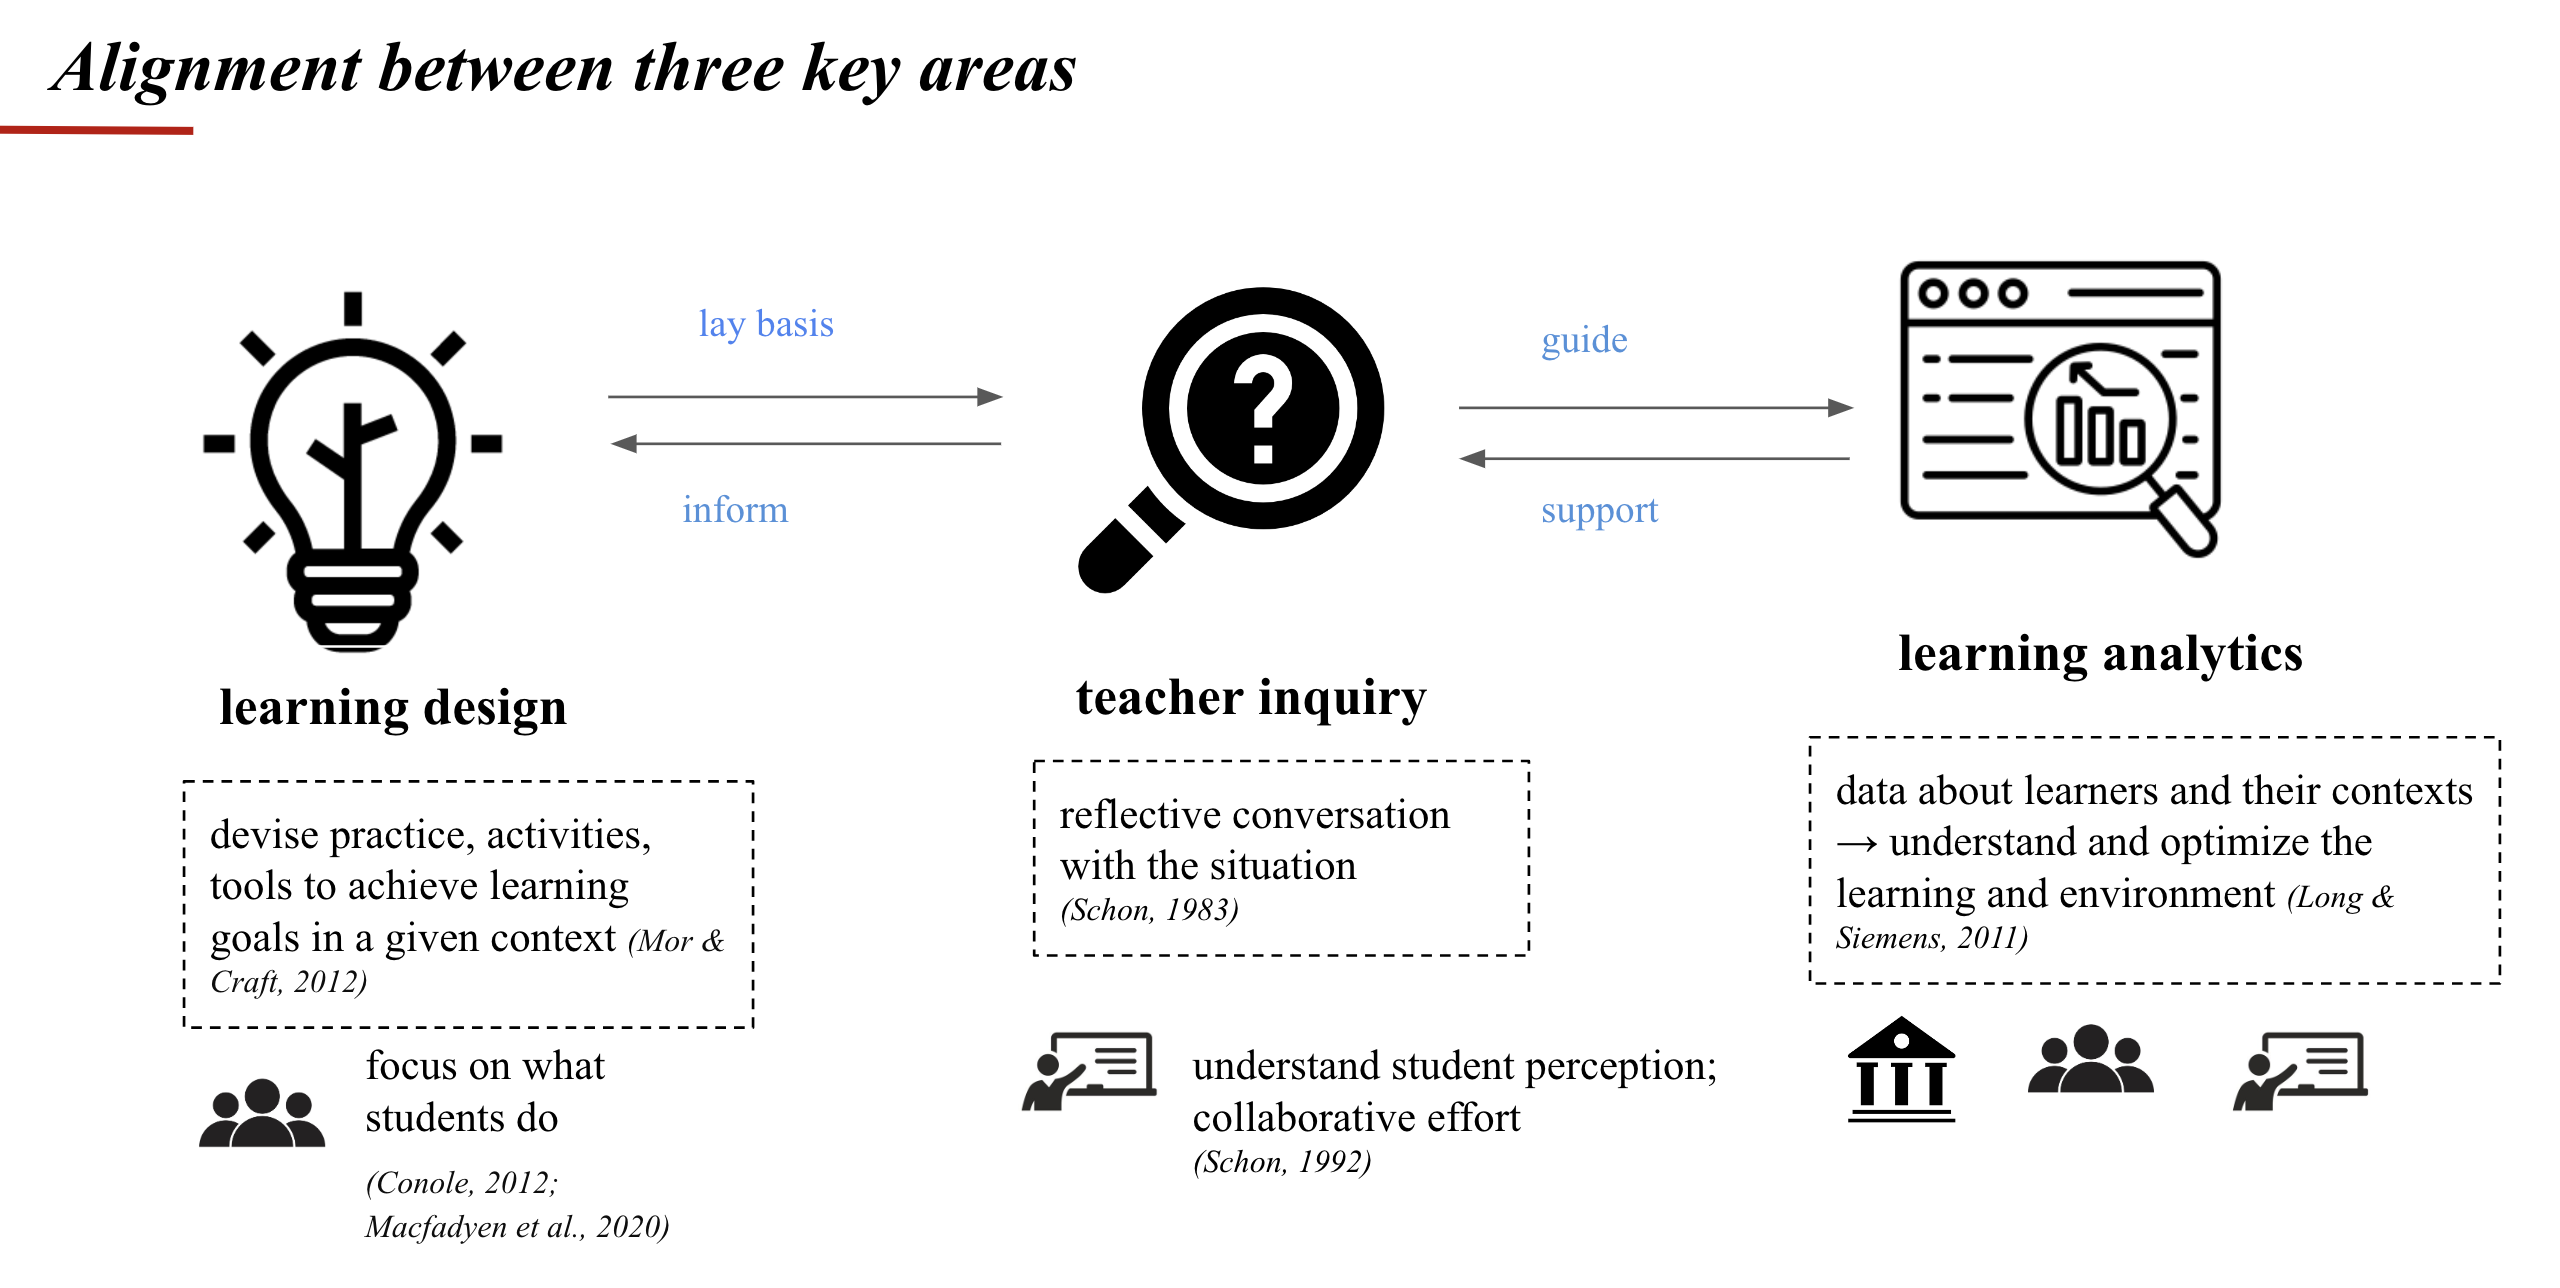 Alignment between three key areas
lay basis
inform
guide
support
learning design
devise practice, activities,
tools to achieve learning
goals in a given context (Mor &
Craft, 2012)
focus on what
students do
(Conole, 2012;
Macfadyen et al., 2020)
teacher inquiry
reflective conversation
with the situation
(Schon, 1983)
understand student perception;
collaborative effort
(Schon, 1992)
learning analytics
data about learners and their contexts
→ understand and optimize the
learning and environment (Long &
Siemens, 2011)